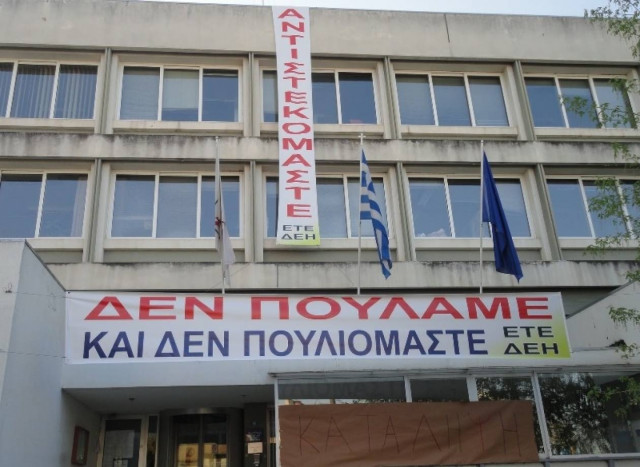 ΑΝΤΙΣΤΕΚΟΜΑΣΤΕ
ΕΤΕ
ΔΕΗ
ΔΕΝ ΠΟΥΛΑΜΕ
ΚΑΙ ΔΕΝ ΠΟΥΛΙΟΜΑΣΤΕ
ΕΤΕ
ΔΕΗ
ΚΑΤΑΛΗΨΗ